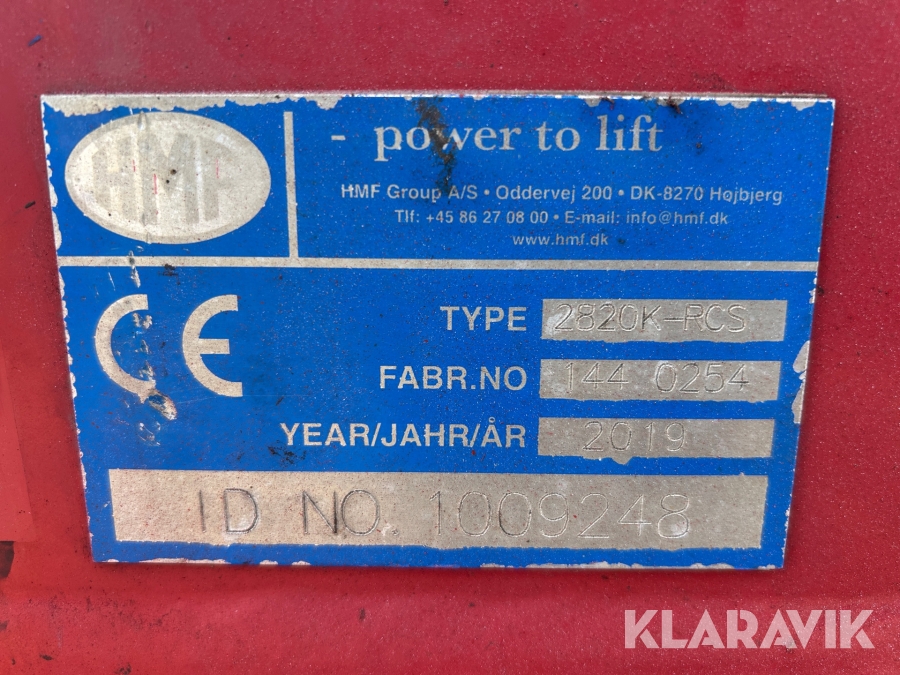 HMF
- power to lift
HMF Group A/S • Oddervej 200 • DK-8270 Højbjerg
Tlf: +45 86 27 08 00 • E-mail: info@hmf.dk
www.hmf.dk
CE
TYPE 2820K-RCS
FABR.NO 144 0254
YEAR/JAHR/ÅR 2019
ID NO. 1009248
KLARAVIK